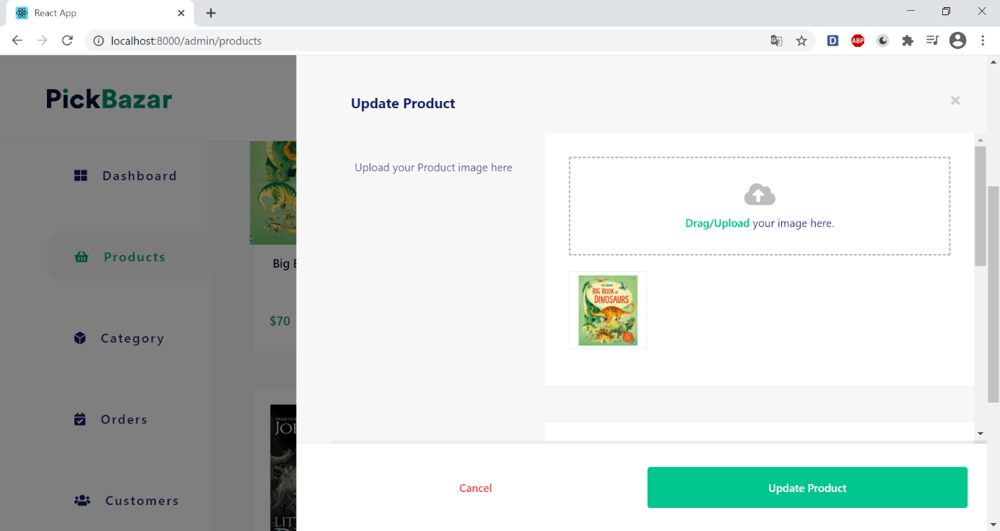 React App
localhost:8000/admin/products
D
ABP
PickBazar
Dashboard
Products
Category
Orders
Customers
Big
$70
Update Product
Upload your Product image here
Drag/Upload your image here.
BIG BOOK of
DINOSAURS
Cancel
Update Product